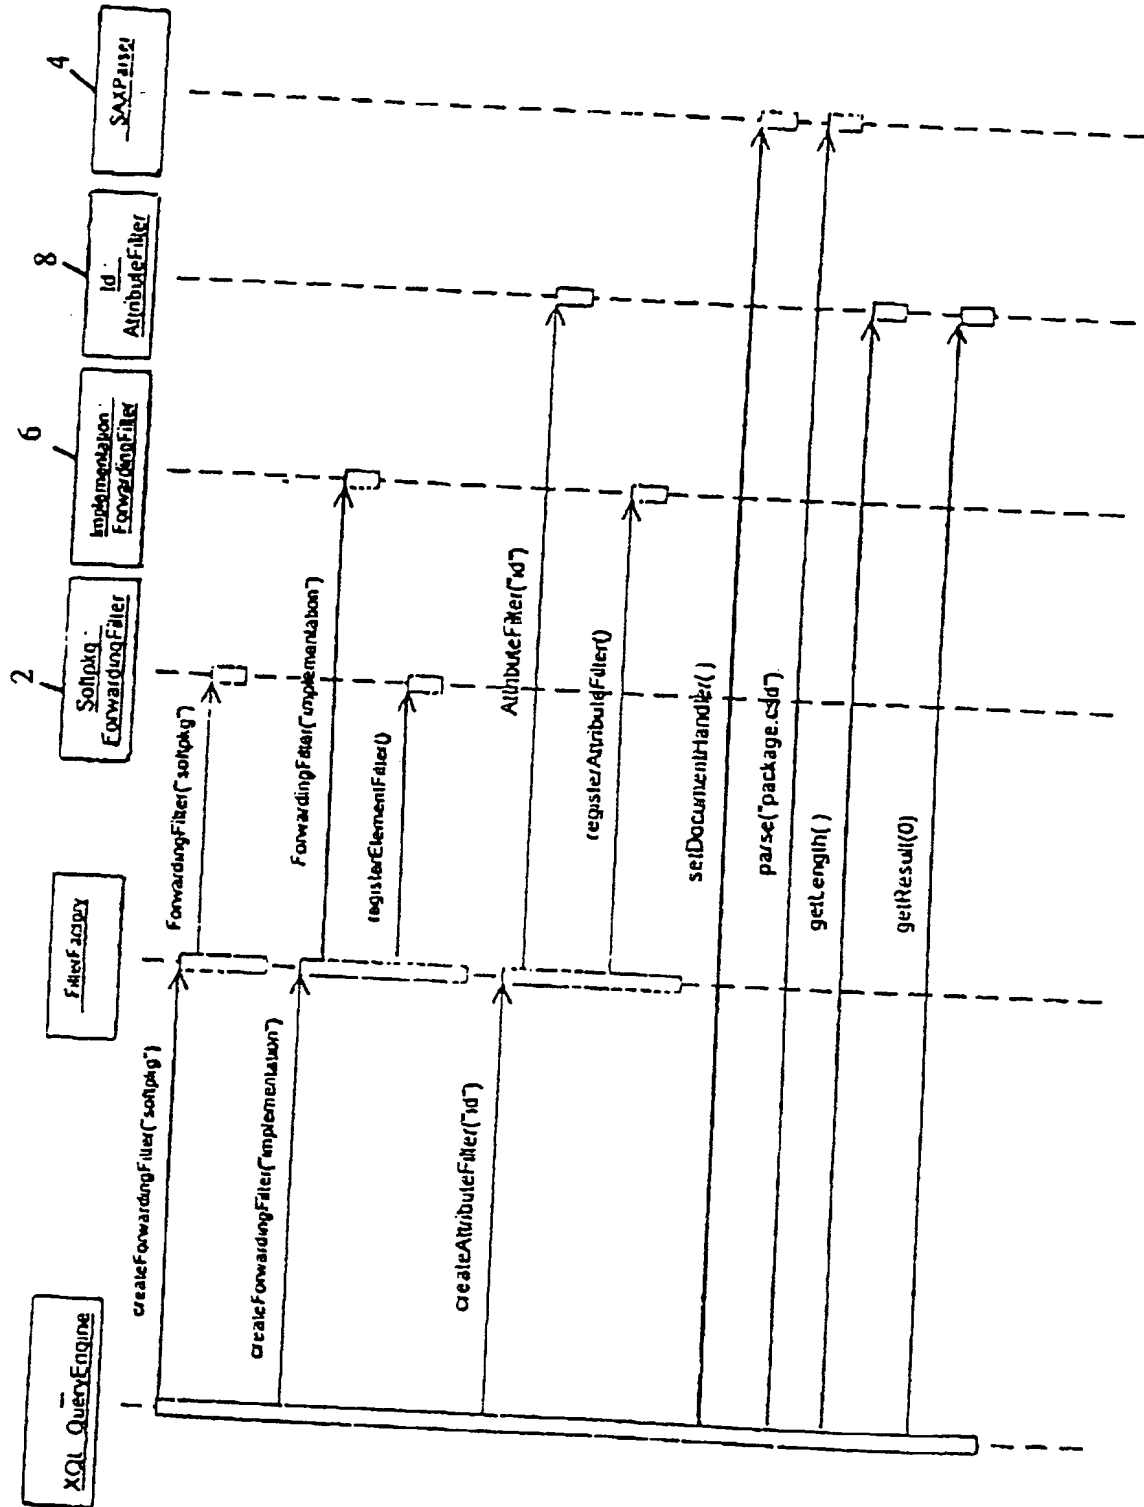 XQL QueryEngine
FilterFactory
2
Softpkg :
ForwardingFilter
6
Implementation :
ForwardingFilter
8
Id :
AttributeFilter
4
:SAXParser
createForwardingFilter("softpkg")
ForwardingFilter("softpkg")
createForwardingFilter("implementation")
ForwardingFilter("implementation")
registerElementFilter()
createAttributeFilter("id")
AttributeFilter("id")
registerAttributeFilter()
setDocumentHandler( )
parse("package.csd")
getLength( )
getResult(0)